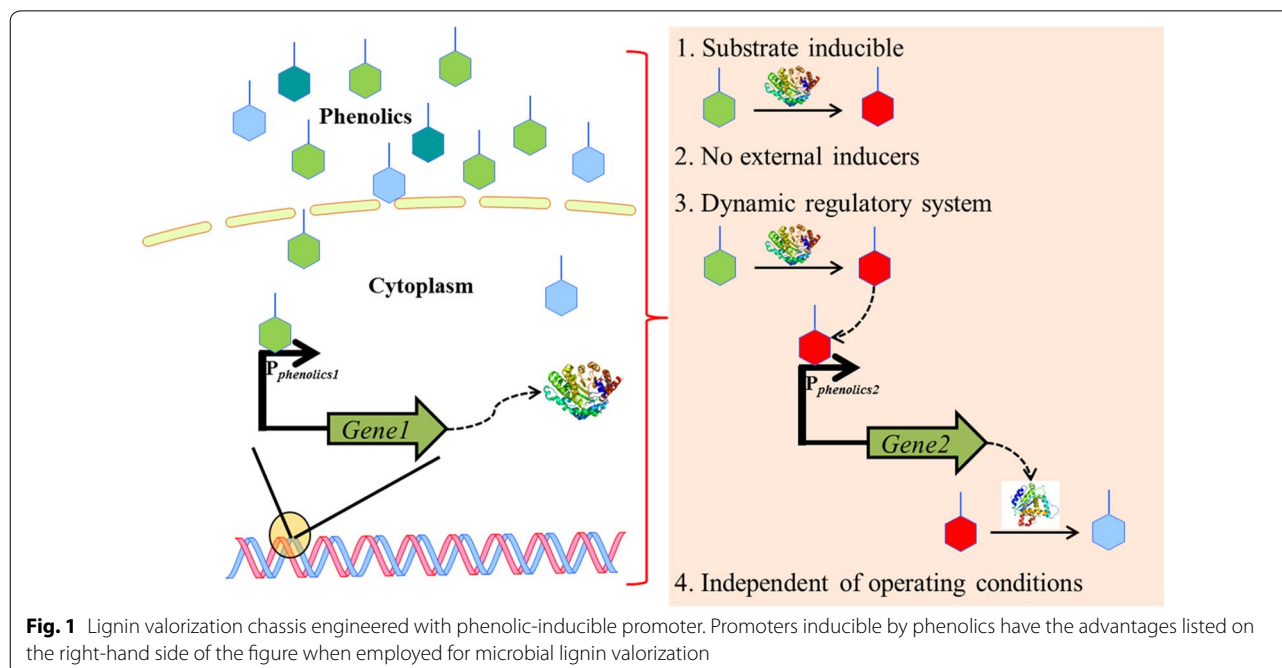 Phenolics
Cytoplasm
Pphenolics1
Gene1
1. Substrate inducible
2. No external inducers
3. Dynamic regulatory system
Pphenolics2
Gene2
4. Independent of operating conditions
Fig. 1 Lignin valorization chassis engineered with phenolic-inducible promoter. Promoters inducible by phenolics have the advantages listed on
the right-hand side of the figure when employed for microbial lignin valorization